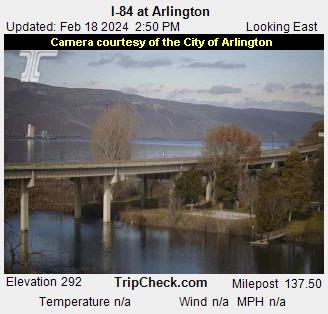 I-84 at Arlington
Updated: Feb 18 2024 2:50 PM Looking East
Camera courtesy of the City of Arlington
Elevation 292 TripCheck.com Milepost 137.50
Temperature n/a Wind n/a MPH n/a